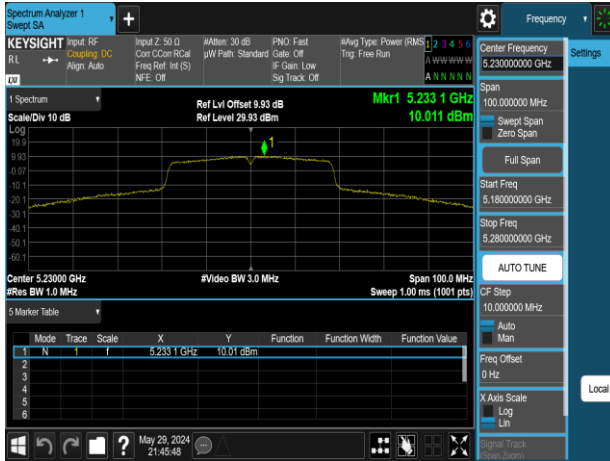 Spectrum Analyzer 1
Swept SA
Frequency
KEYSIGHT
RL
LXI
Input: RF
Coupling: DC
Align: Auto
Input Z: 50 Ω
Corr CCorr RCal
Freq Ref: Int (S)
NFE: Off
#Atten: 30 dB
µW Path: Standard
PNO: Fast
Gate: Off
IF Gain: Low
Sig Track: Off
#Avg Type: Power (RMS
Trig: Free Run
1 2 3 4 5 6
A W W W W W
A N N N N N
1 Spectrum
Scale/Div 10 dB
Ref Lvl Offset 9.93 dB
Ref Level 29.93 dBm
Mkr1 5.233 1 GHz
10.011 dBm
Log
19.9
9.93
-0.07
-10.1
-20.1
-30.1
-40.1
-50.1
-60.1
1
Center 5.23000 GHz
#Res BW 1.0 MHz
#Video BW 3.0 MHz
Span 100.0 MHz
Sweep 1.00 ms (1001 pts)
5 Marker Table
Mode Trace Scale X Y Function Function Width Function Value
1 N 1 f 5.233 1 GHz 10.01 dBm
2
3
4
5
6
May 29, 2024
21:45:48
Center Frequency
5.230000000 GHz
Span
100.000000 MHz
Swept Span
Zero Span
Full Span
Start Freq
5.180000000 GHz
Stop Freq
5.280000000 GHz
AUTO TUNE
CF Step
10.000000 MHz
Auto
Man
Freq Offset
0 Hz
X Axis Scale
Log
Lin
Signal Track
(Span Zoom)
Settings
Local